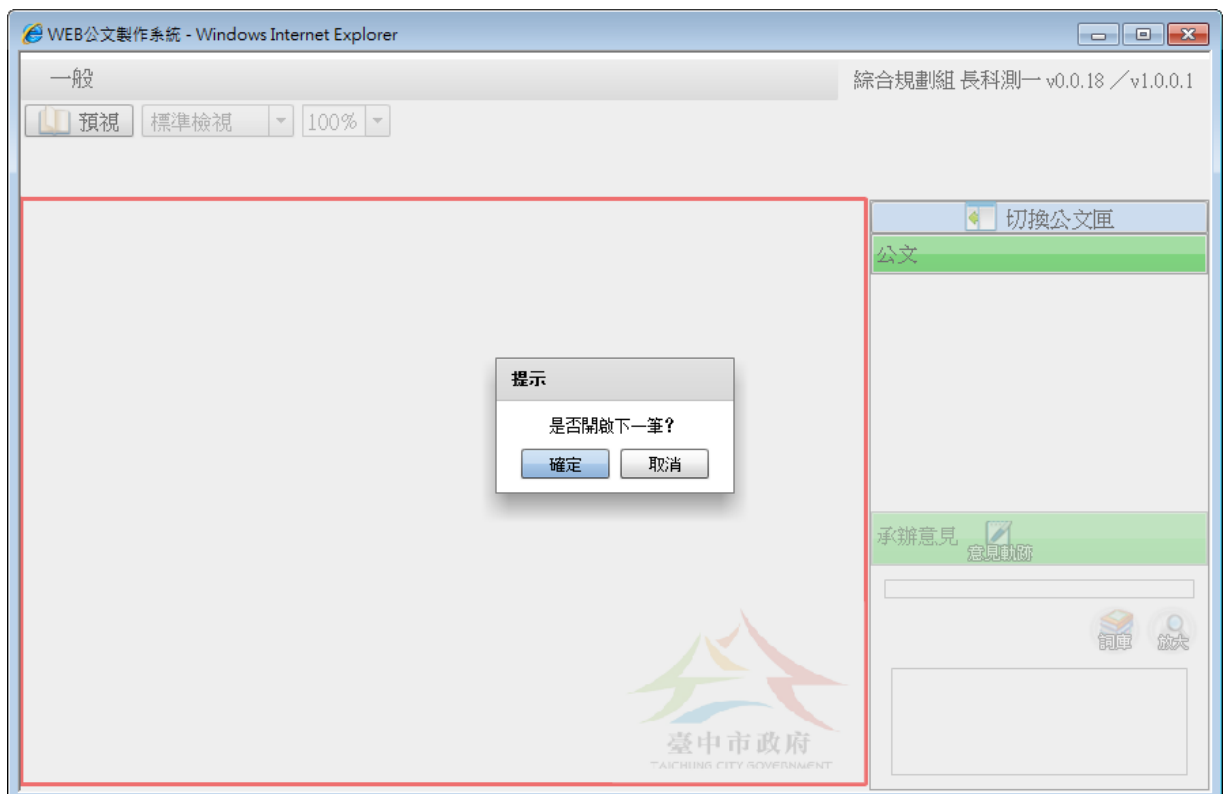 WEB公文製作系統 - Windows Internet Explorer
一般
綜合規劃組 長科測一 v0.0.18 ／v1.0.0.1
預視 標準檢視 100%
切換公文匣
公文
提示
是否開啟下一筆?
確定 取消
承辦意見 意見軌跡
詞庫 放大
臺中市政府
TAICHUNG CITY GOVERNMENT